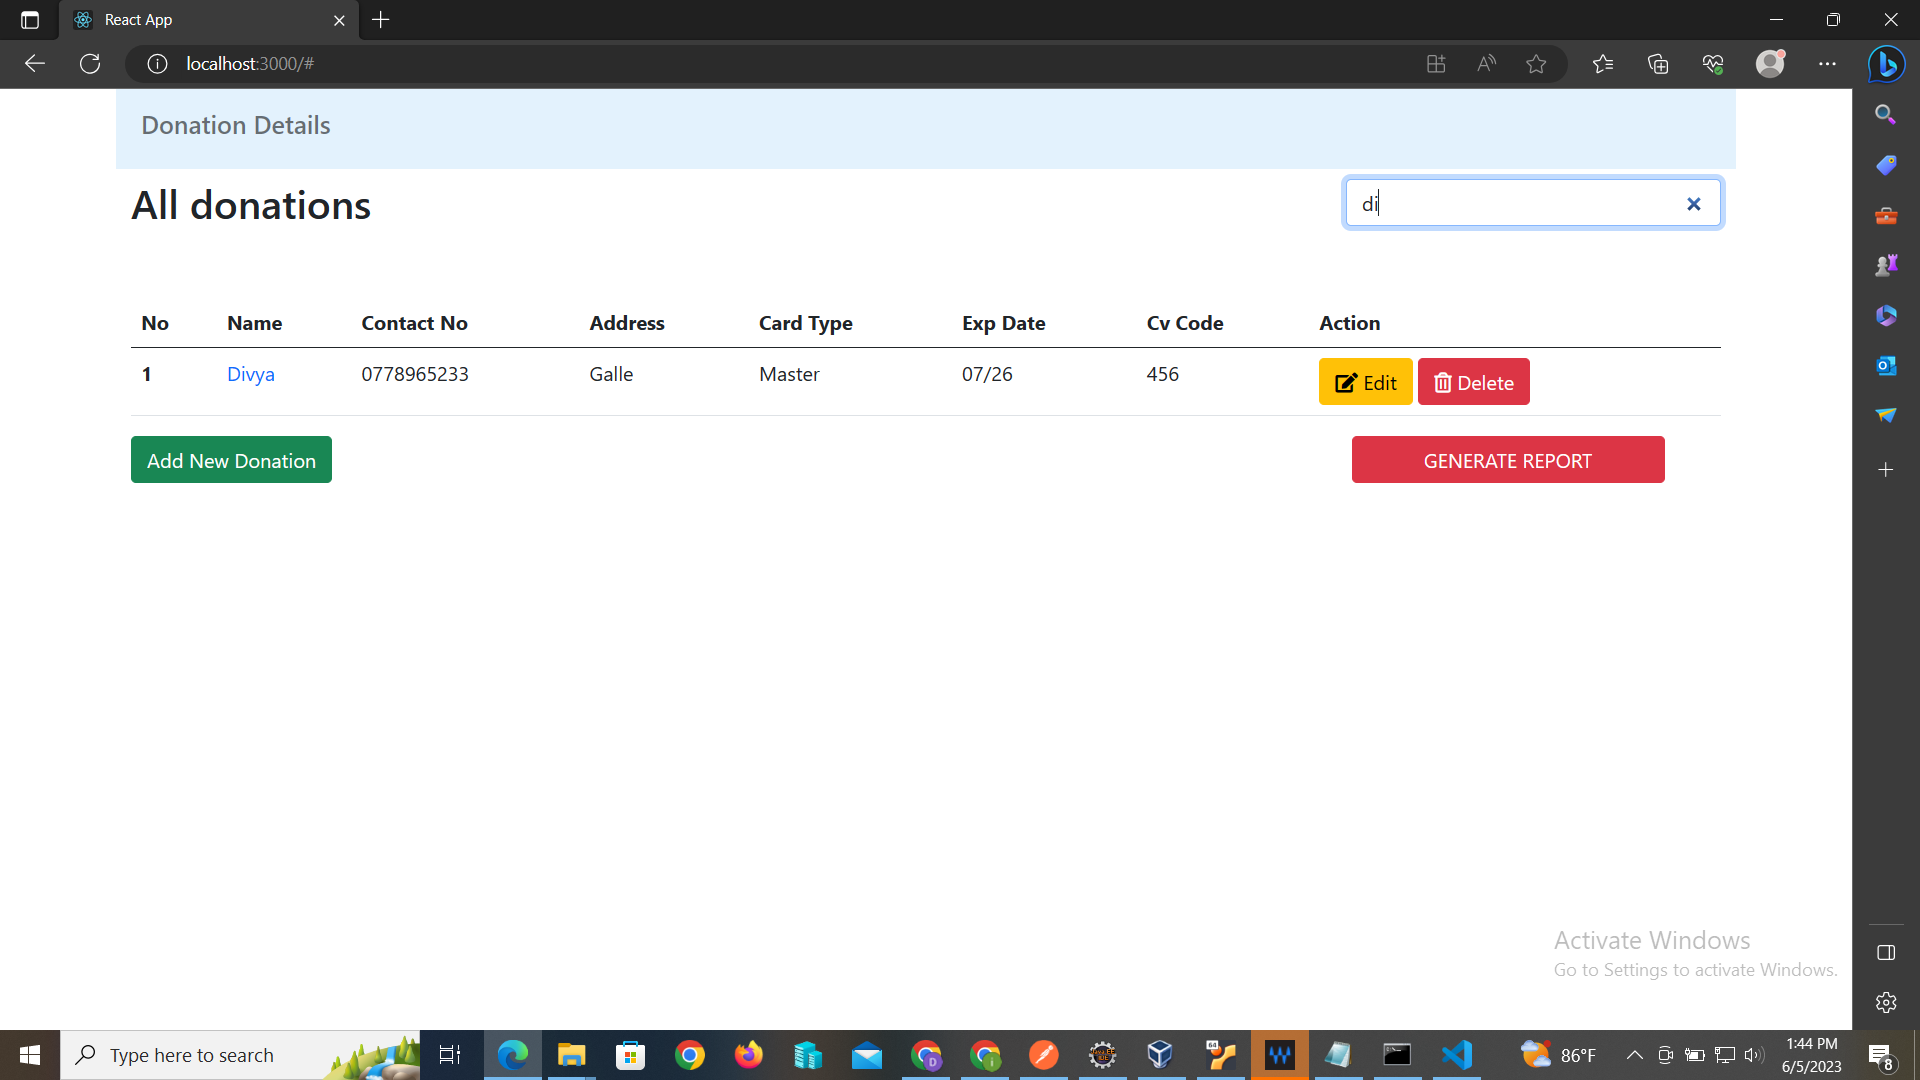 React App
localhost:3000/#
Donation Details
All donations
di
No Name Contact No Address Card Type Exp Date Cv Code Action
1 Divya 0778965233 Galle Master 07/26 456 Edit Delete
Add New Donation GENERATE REPORT
Activate Windows
Go to Settings to activate Windows.
Type here to search
86°F
1:44 PM
6/5/2023
8